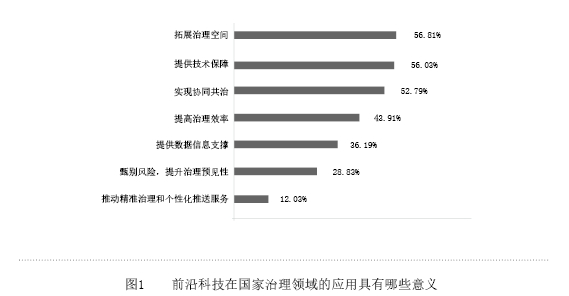 拓展治理空间 56.81%
提供技术保障 56.03%
实现协同共治 52.79%
提高治理效率 43.91%
提供数据信息支撑 36.19%
甄别风险，提升治理预见性 28.83%
推动精准治理和个性化推送服务 12.03%
图1 前沿科技在国家治理领域的应用具有哪些意义